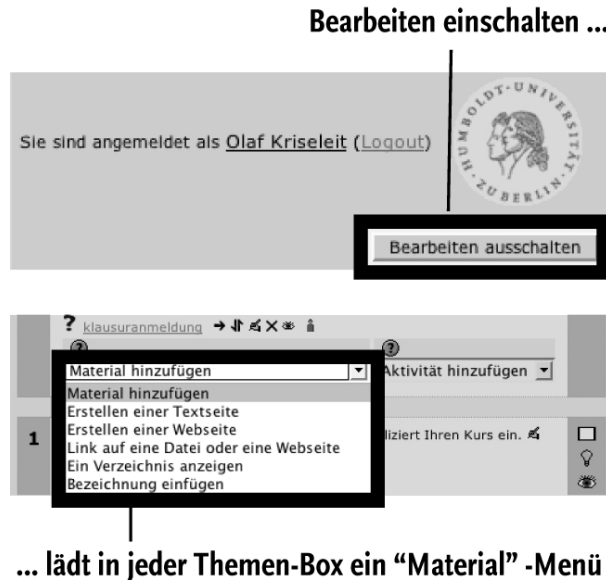 Bearbeiten einschalten ...
HUMBOLDT-UNIVERSITÄT
ZU BERLIN
Sie sind angemeldet als Olaf Kriseleit (Logout)
Bearbeiten ausschalten
? klausuranmeldung
? ?
Material hinzufügen Aktivität hinzufügen
Material hinzufügen
Erstellen einer Textseite
Erstellen einer Webseite
1 Link auf eine Datei oder eine Webseite liziert Ihren Kurs ein.
Ein Verzeichnis anzeigen
Bezeichnung einfügen
... lädt in jeder Themen-Box ein “Material” -Menü